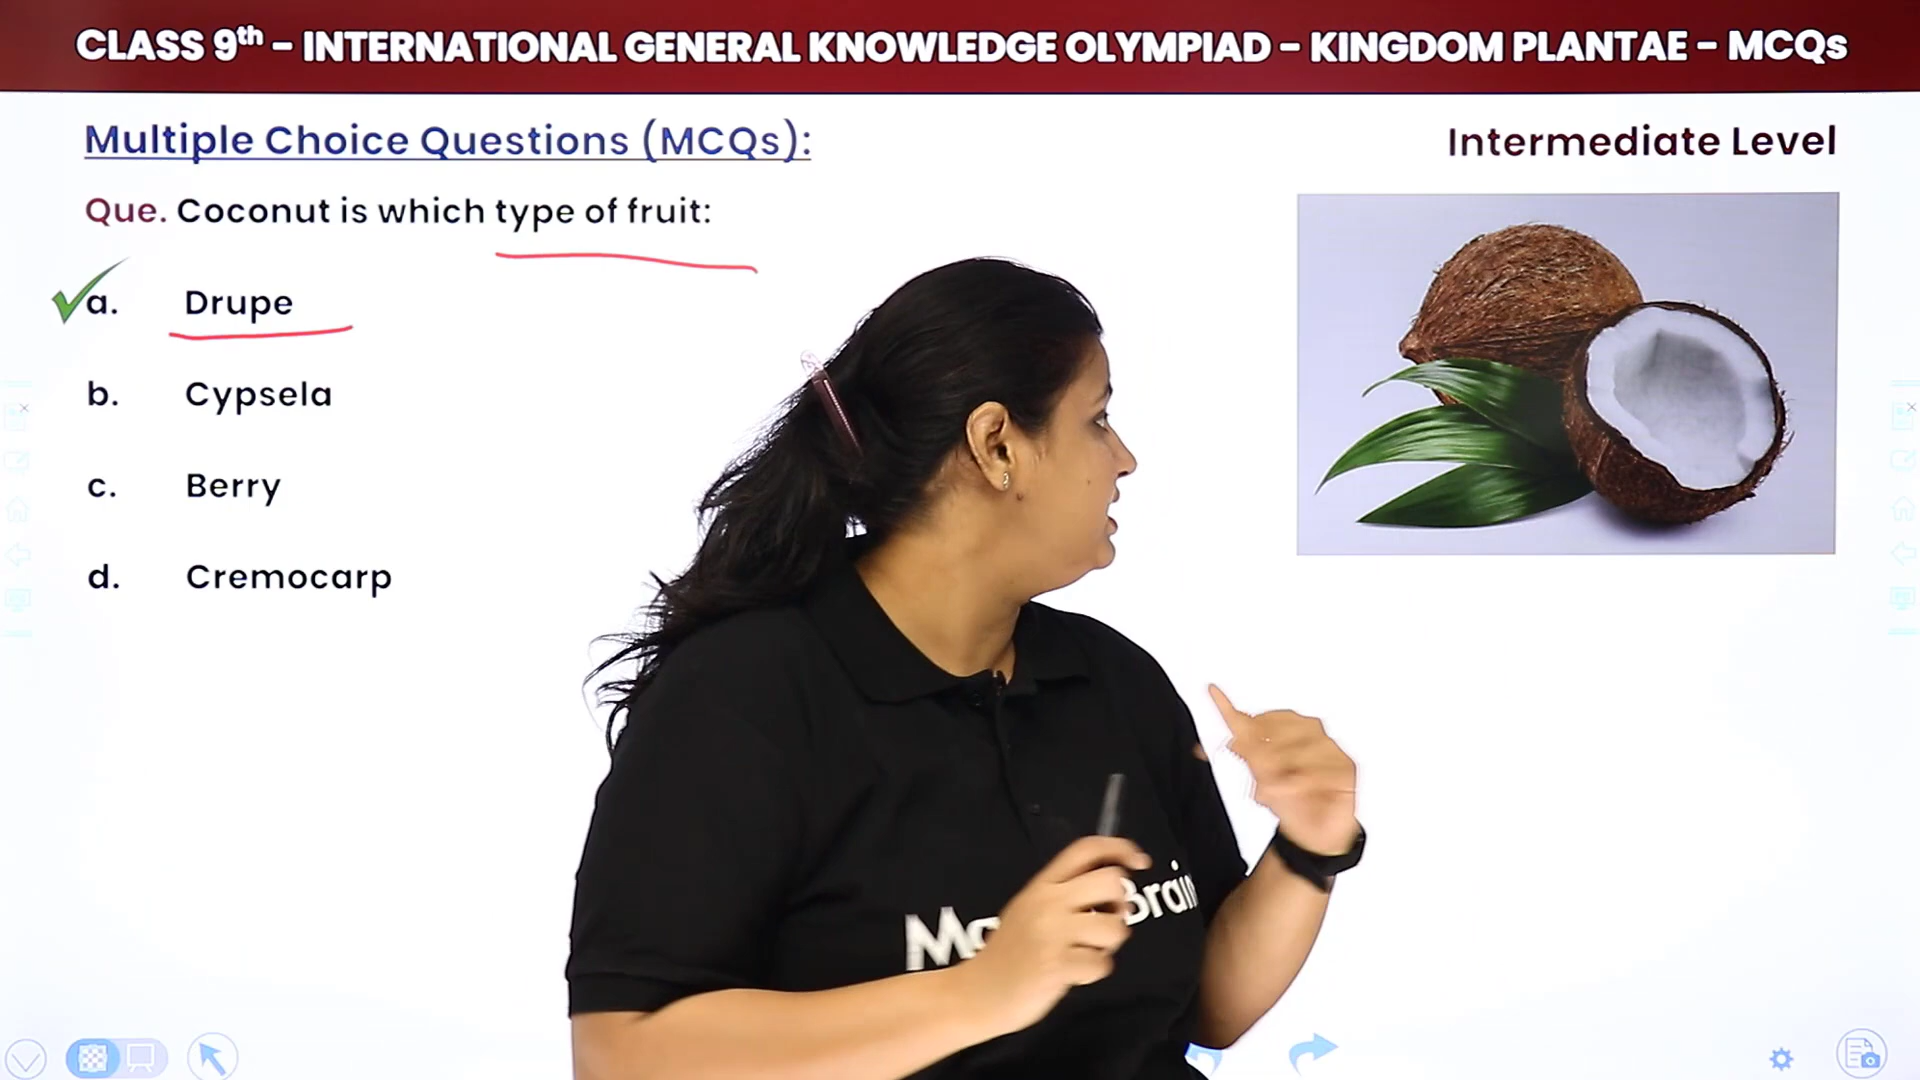 CLASS 9th – INTERNATIONAL GENERAL KNOWLEDGE OLYMPIAD – KINGDOM PLANTAE – MCQs
Multiple Choice Questions (MCQs):
Intermediate Level
Que. Coconut is which type of fruit:
a. Drupe
b. Cypsela
c. Berry
d. Cremocarp
Brain